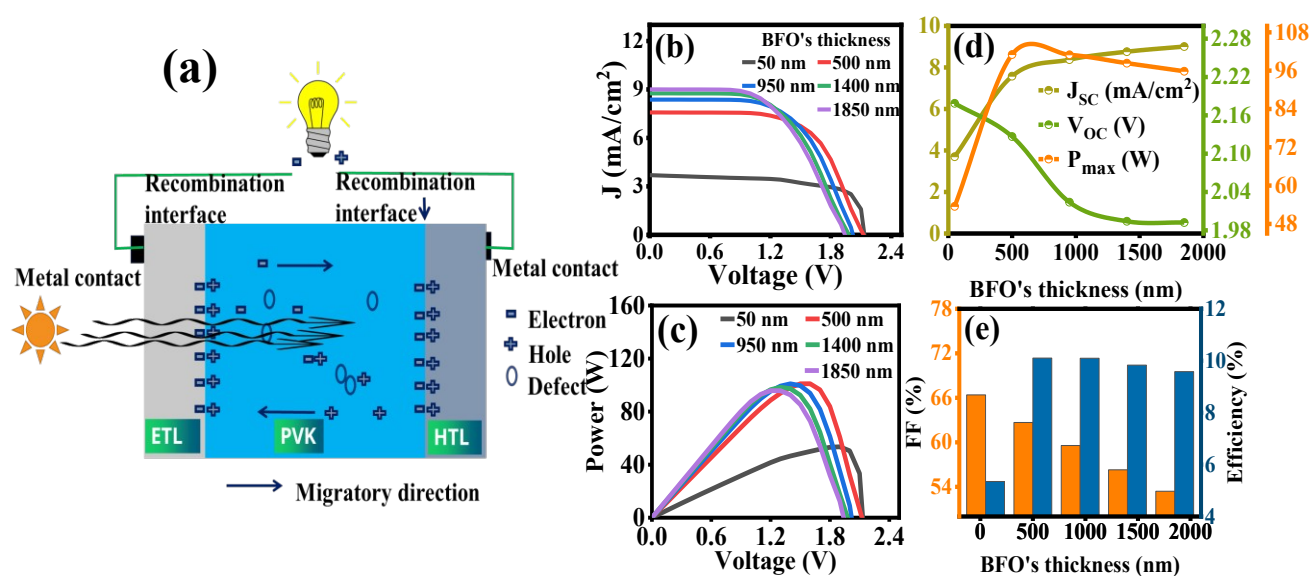 (a)
Recombination
interface
Recombination
interface
Metal contact
Metal contact
Electron
Hole
Defect
ETL
PVK
HTL
Migratory direction
(b)
BFO's thickness
50 nm
500 nm
950 nm
1400 nm
1850 nm
J (mA/cm²)
12
9
6
3
0
0.0 0.6 1.2 1.8 2.4
Voltage (V)
(c)
50 nm
500 nm
950 nm
1400 nm
1850 nm
Power (W)
160
120
80
40
0
0.0 0.6 1.2 1.8 2.4
Voltage (V)
(d)
J_SC (mA/cm²)
V_OC (V)
P_max (W)
10
8
6
4
2
0
2.28
2.22
2.16
2.10
2.04
1.98
108
96
84
72
60
48
0 500 1000 1500 2000
BFO's thickness (nm)
(e)
FF (%)
78
72
66
60
54
12
10
8
6
4
Efficiency (%)
0 500 1000 1500 2000
BFO's thickness (nm)